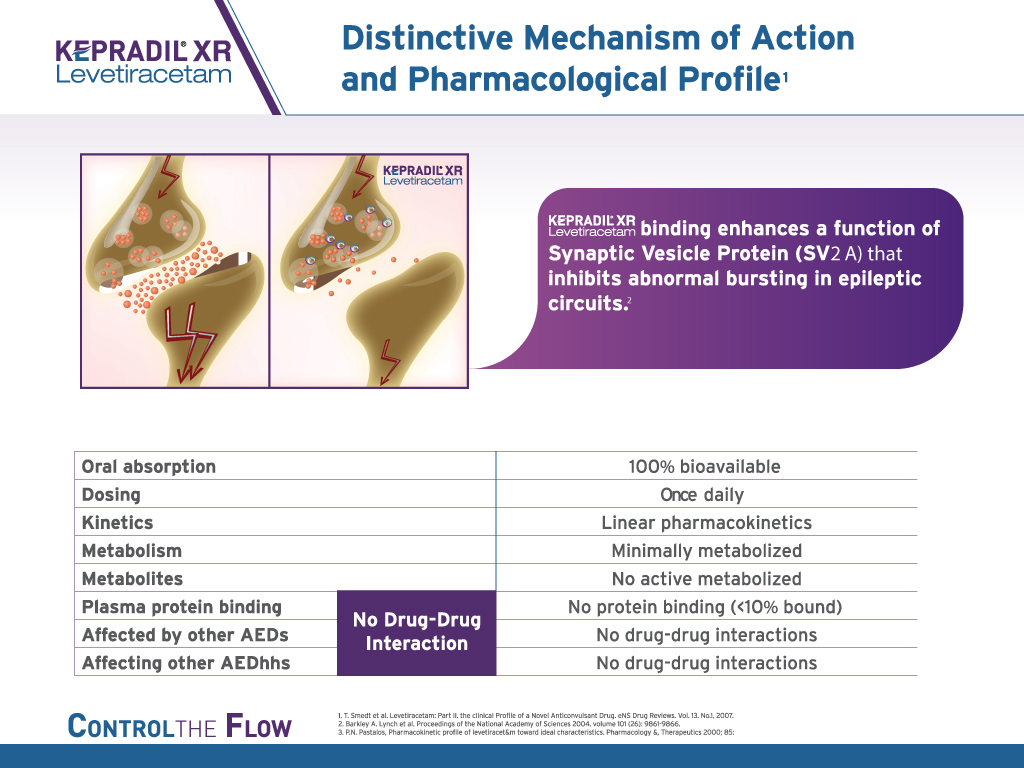 KEPRADIL® XR
Levetiracetam
Distinctive Mechanism of Action
and Pharmacological Profile¹
KEPRADIL® XR
Levetiracetam
KEPRADIL® XR
Levetiracetam binding enhances a function of
Synaptic Vesicle Protein (SV2 A) that
inhibits abnormal bursting in epileptic
circuits.²
Oral absorption 100% bioavailable
Dosing Once daily
Kinetics Linear pharmacokinetics
Metabolism Minimally metabolized
Metabolites No active metabolized
Plasma protein binding No protein binding (<10% bound)
No Drug-Drug
Interaction
Affected by other AEDs No drug-drug interactions
Affecting other AEDhhs No drug-drug interactions
CONTROL THE FLOW
1. T. Smedt et al. Levetiracetam: Part II. the clinical Profile of a Novel Anticonvulsant Drug. eNS Drug Reviews. Vol. 13. No.1, 2007.
2. Barkley A. Lynch et al. Proceedings of the National Academy of Sciences 2004. volume 101 (26): 9861-9866.
3. P.N. Pastalos, Pharmacokinetic profile of levetiracet&m toward ideal characteristics. Pharmacology &, Therapeutics 2000; 85: